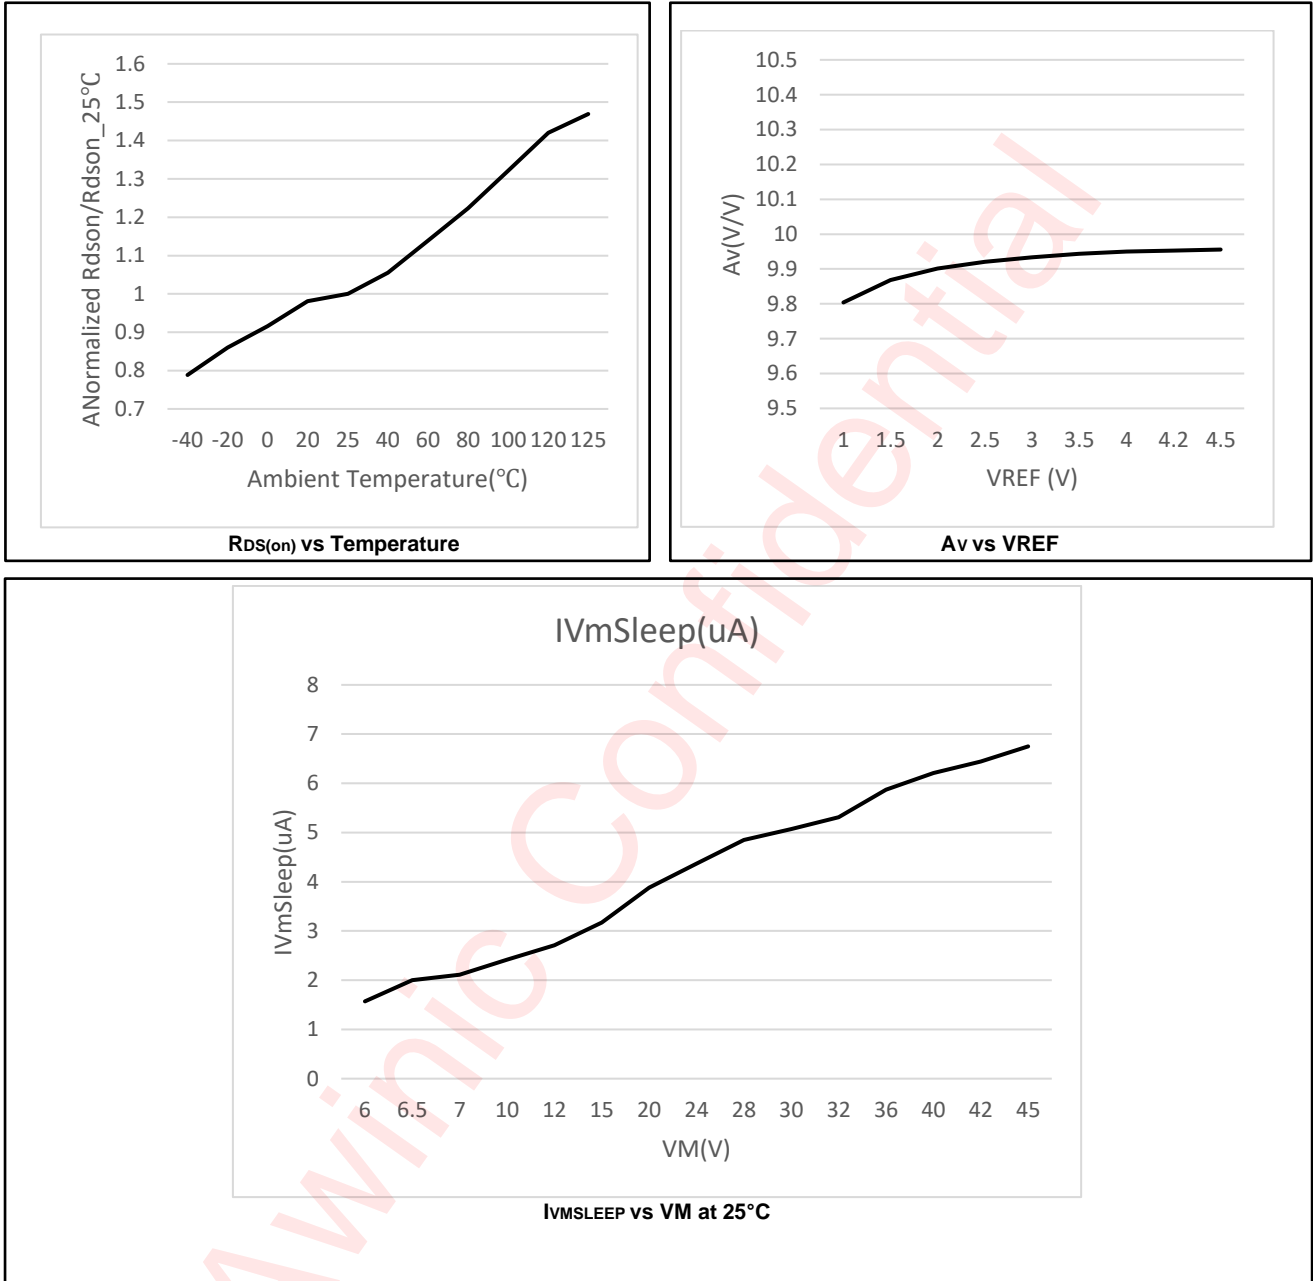 1.6
1.5
1.4
1.3
1.2
1.1
1
0.9
0.8
0.7
ANormalized Rdson/Rdson_25℃
-40 -20 0 20 25 40 60 80 100 120 125
Ambient Temperature(℃)
RDS(on) vs Temperature
10.5
10.4
10.3
10.2
10.1
10
9.9
9.8
9.7
9.6
9.5
Av(V/V)
1 1.5 2 2.5 3 3.5 4 4.2 4.5
VREF (V)
AV vs VREF
IVmSleep(uA)
8
7
6
5
4
3
2
1
0
IVmSleep(uA)
6 6.5 7 10 12 15 20 24 28 30 32 36 40 42 45
VM(V)
IVMSLEEP vs VM at 25°C
Awinic Confidential